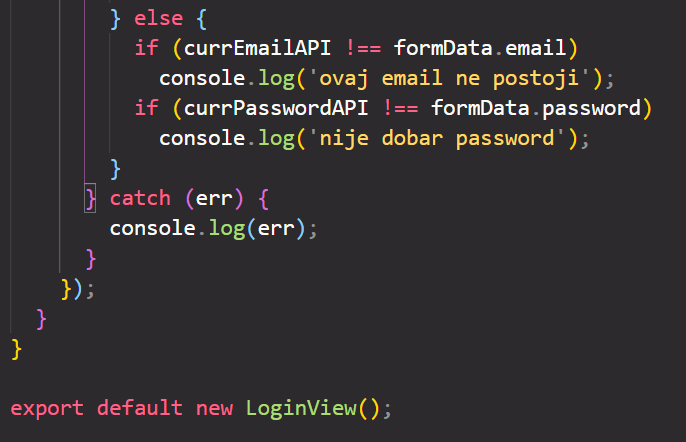 } else {
if (currEmailAPI !== formData.email)
console.log('ovaj email ne postoji');
if (currPasswordAPI !== formData.password)
console.log('nije dobar password');
}
} catch (err) {
console.log(err);
}
});
}
}
export default new LoginView();